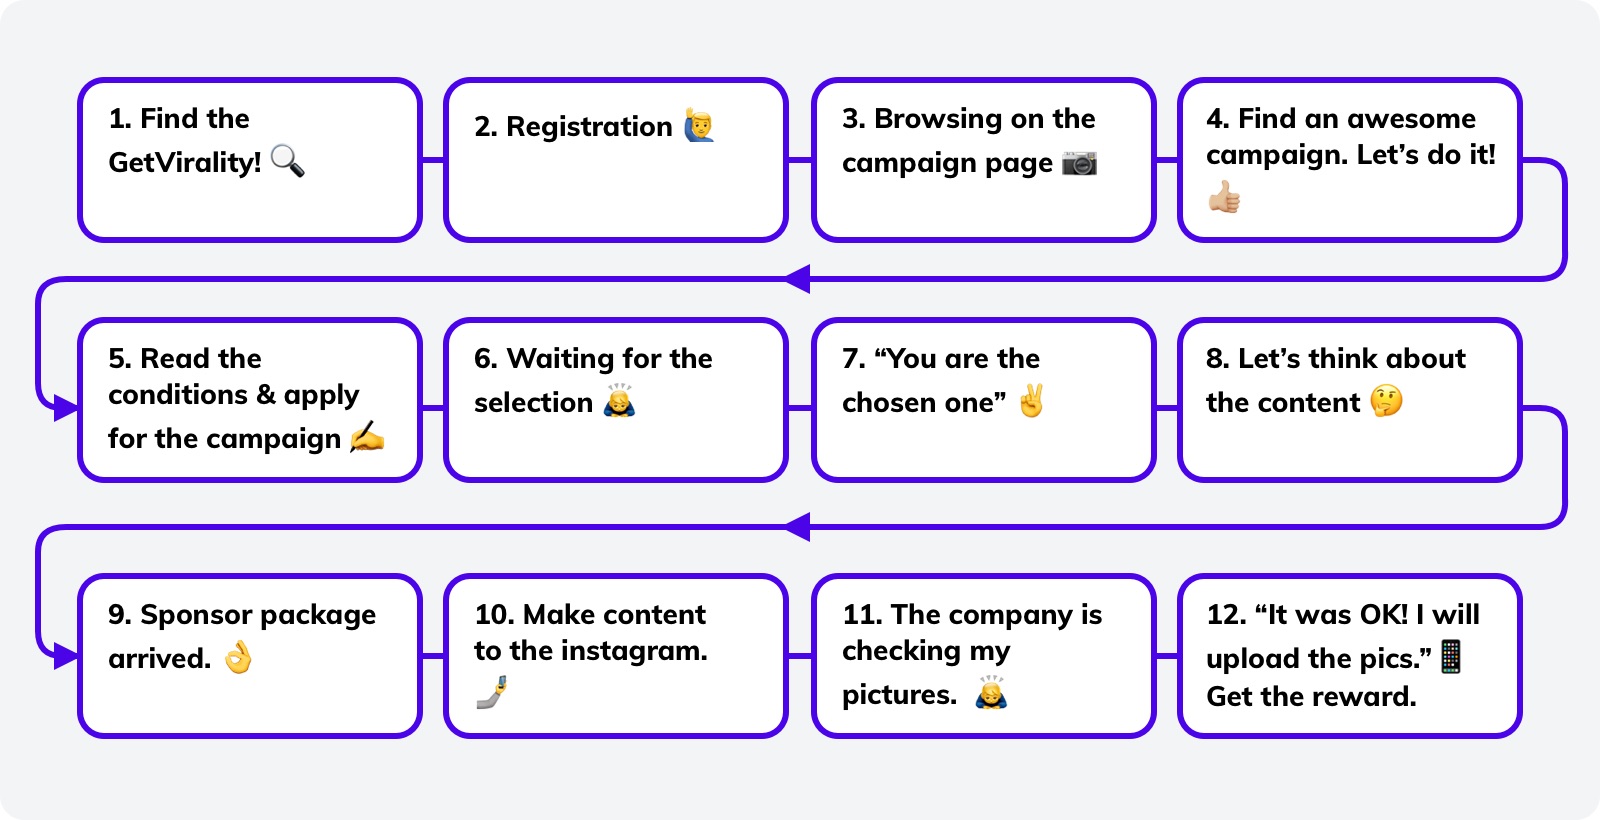 1. Find the
GetVirality! 🔍
2. Registration 🙋‍♂️
3. Browsing on the
campaign page 📷
4. Find an awesome
campaign. Let’s do it!
👍🏼
5. Read the
conditions & apply
for the campaign ✍️
6. Waiting for the
selection 🙇
7. “You are the
chosen one” ✌️
8. Let’s think about
the content 🤔
9. Sponsor package
arrived. 👌
10. Make content
to the instagram.
🤳
11. The company is
checking my
pictures. 🙇
12. “It was OK! I will
upload the pics.” 📱
Get the reward.